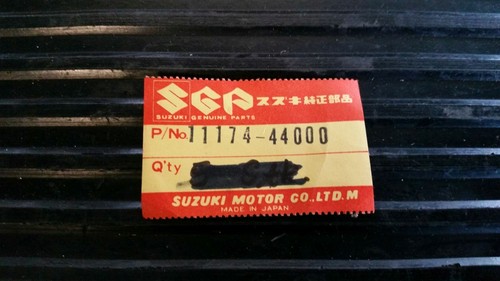 SGP スズキ純正部品
SUZUKI GENUINE PARTS
P/No. 11174-44000
Q'ty
SUZUKI MOTOR CO.,LTD.M
MADE IN JAPAN